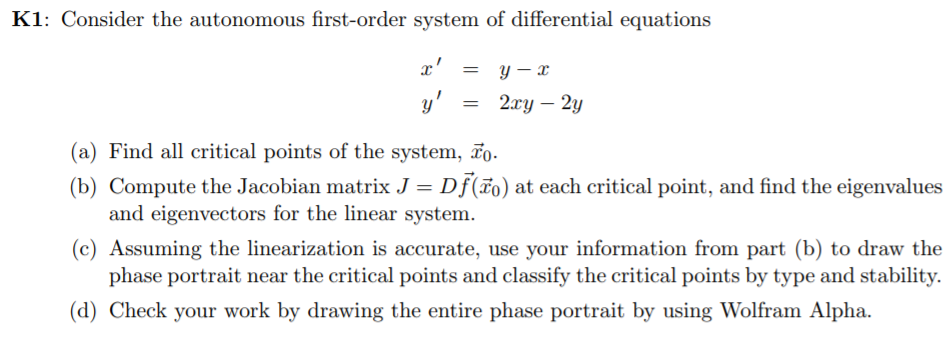 K1: Consider the autonomous first-order system of differential equations
x′ = y − x
y′ = 2xy − 2y
(a) Find all critical points of the system, x⃗₀.
(b) Compute the Jacobian matrix J = Df⃗(x⃗₀) at each critical point, and find the eigenvalues
and eigenvectors for the linear system.
(c) Assuming the linearization is accurate, use your information from part (b) to draw the
phase portrait near the critical points and classify the critical points by type and stability.
(d) Check your work by drawing the entire phase portrait by using Wolfram Alpha.